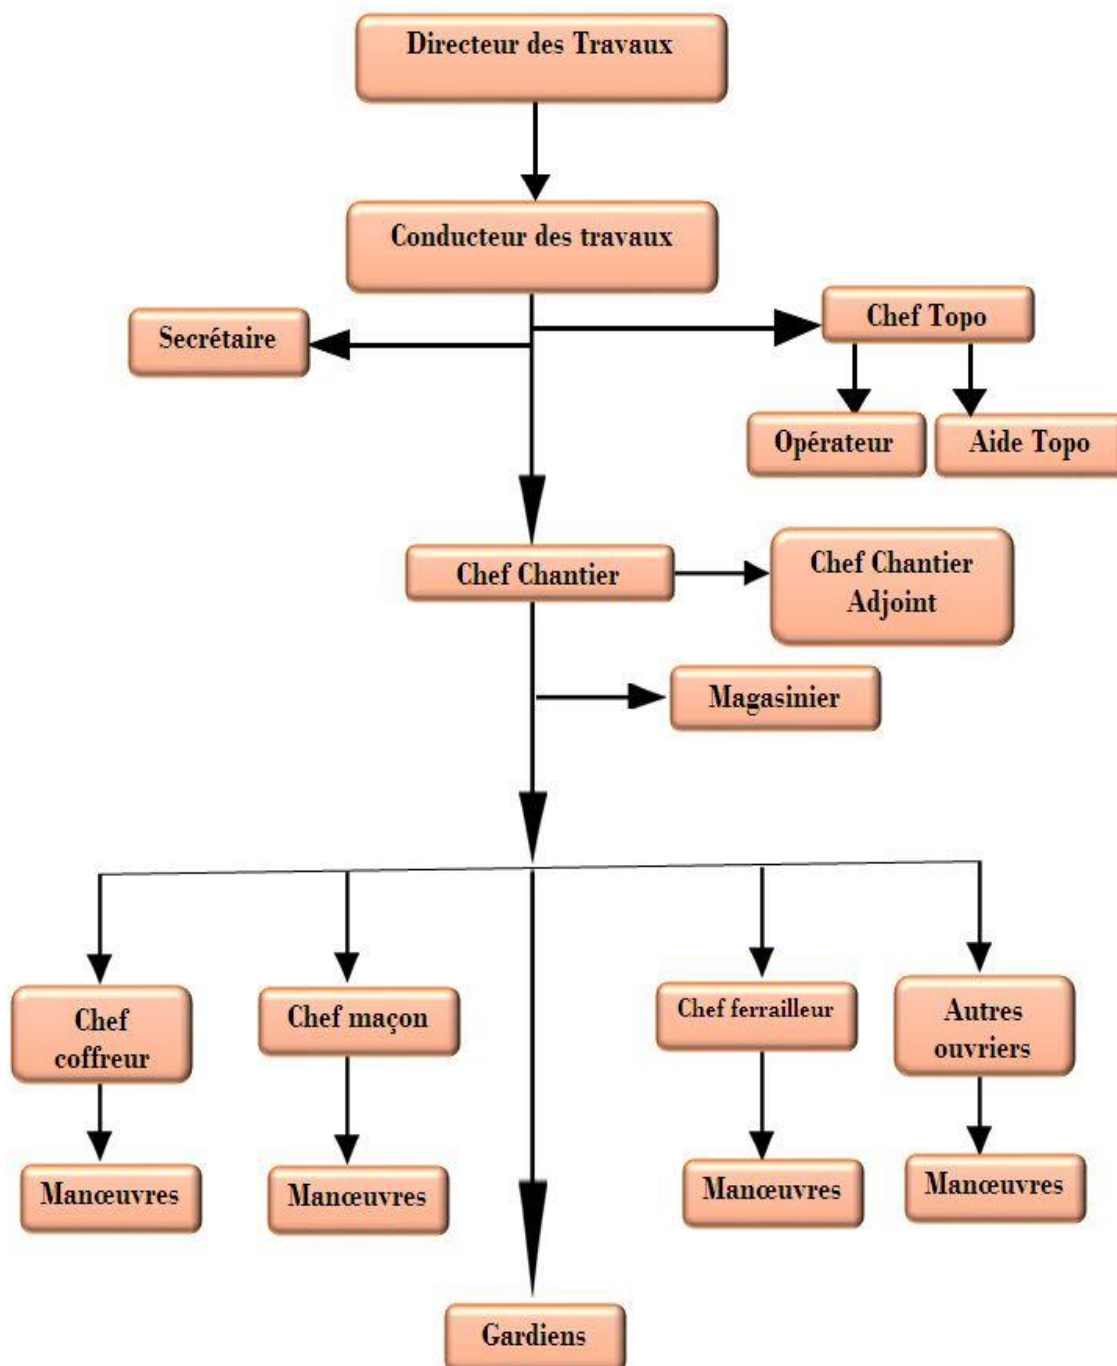 Directeur des Travaux
Conducteur des travaux
Secrétaire
Chef Topo
Opérateur
Aide Topo
Chef Chantier
Chef Chantier
Adjoint
Magasinier
Chef
coffreur
Chef maçon
Chef ferrailleur
Autres
ouvriers
Manœuvres
Manœuvres
Manœuvres
Manœuvres
Gardiens